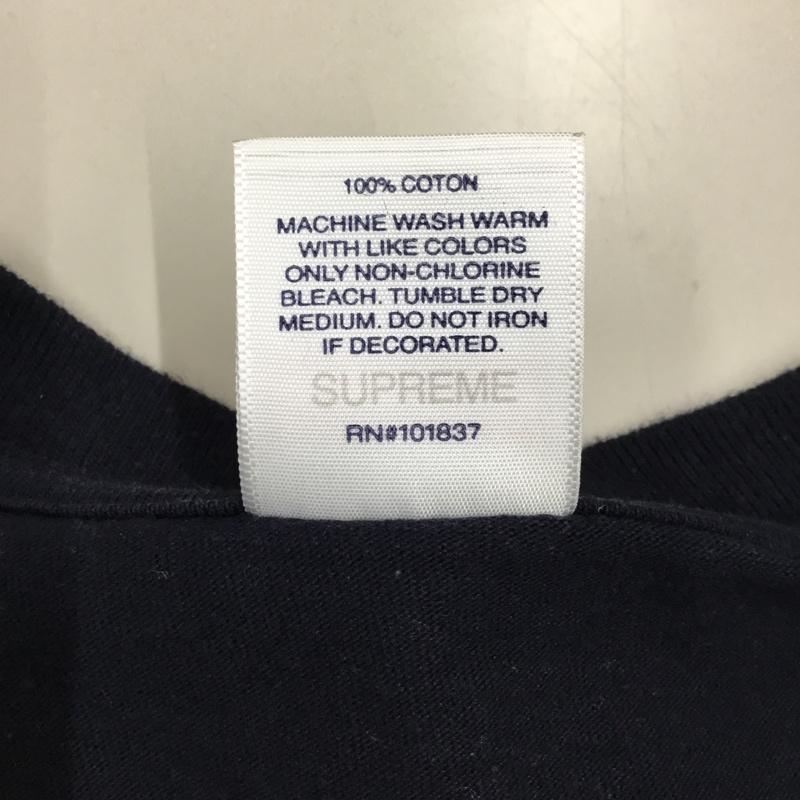 100% COTON
MACHINE WASH WARM
WITH LIKE COLORS
ONLY NON-CHLORINE
BLEACH. TUMBLE DRY
MEDIUM. DO NOT IRON
IF DECORATED.
SUPREME
RN#101837